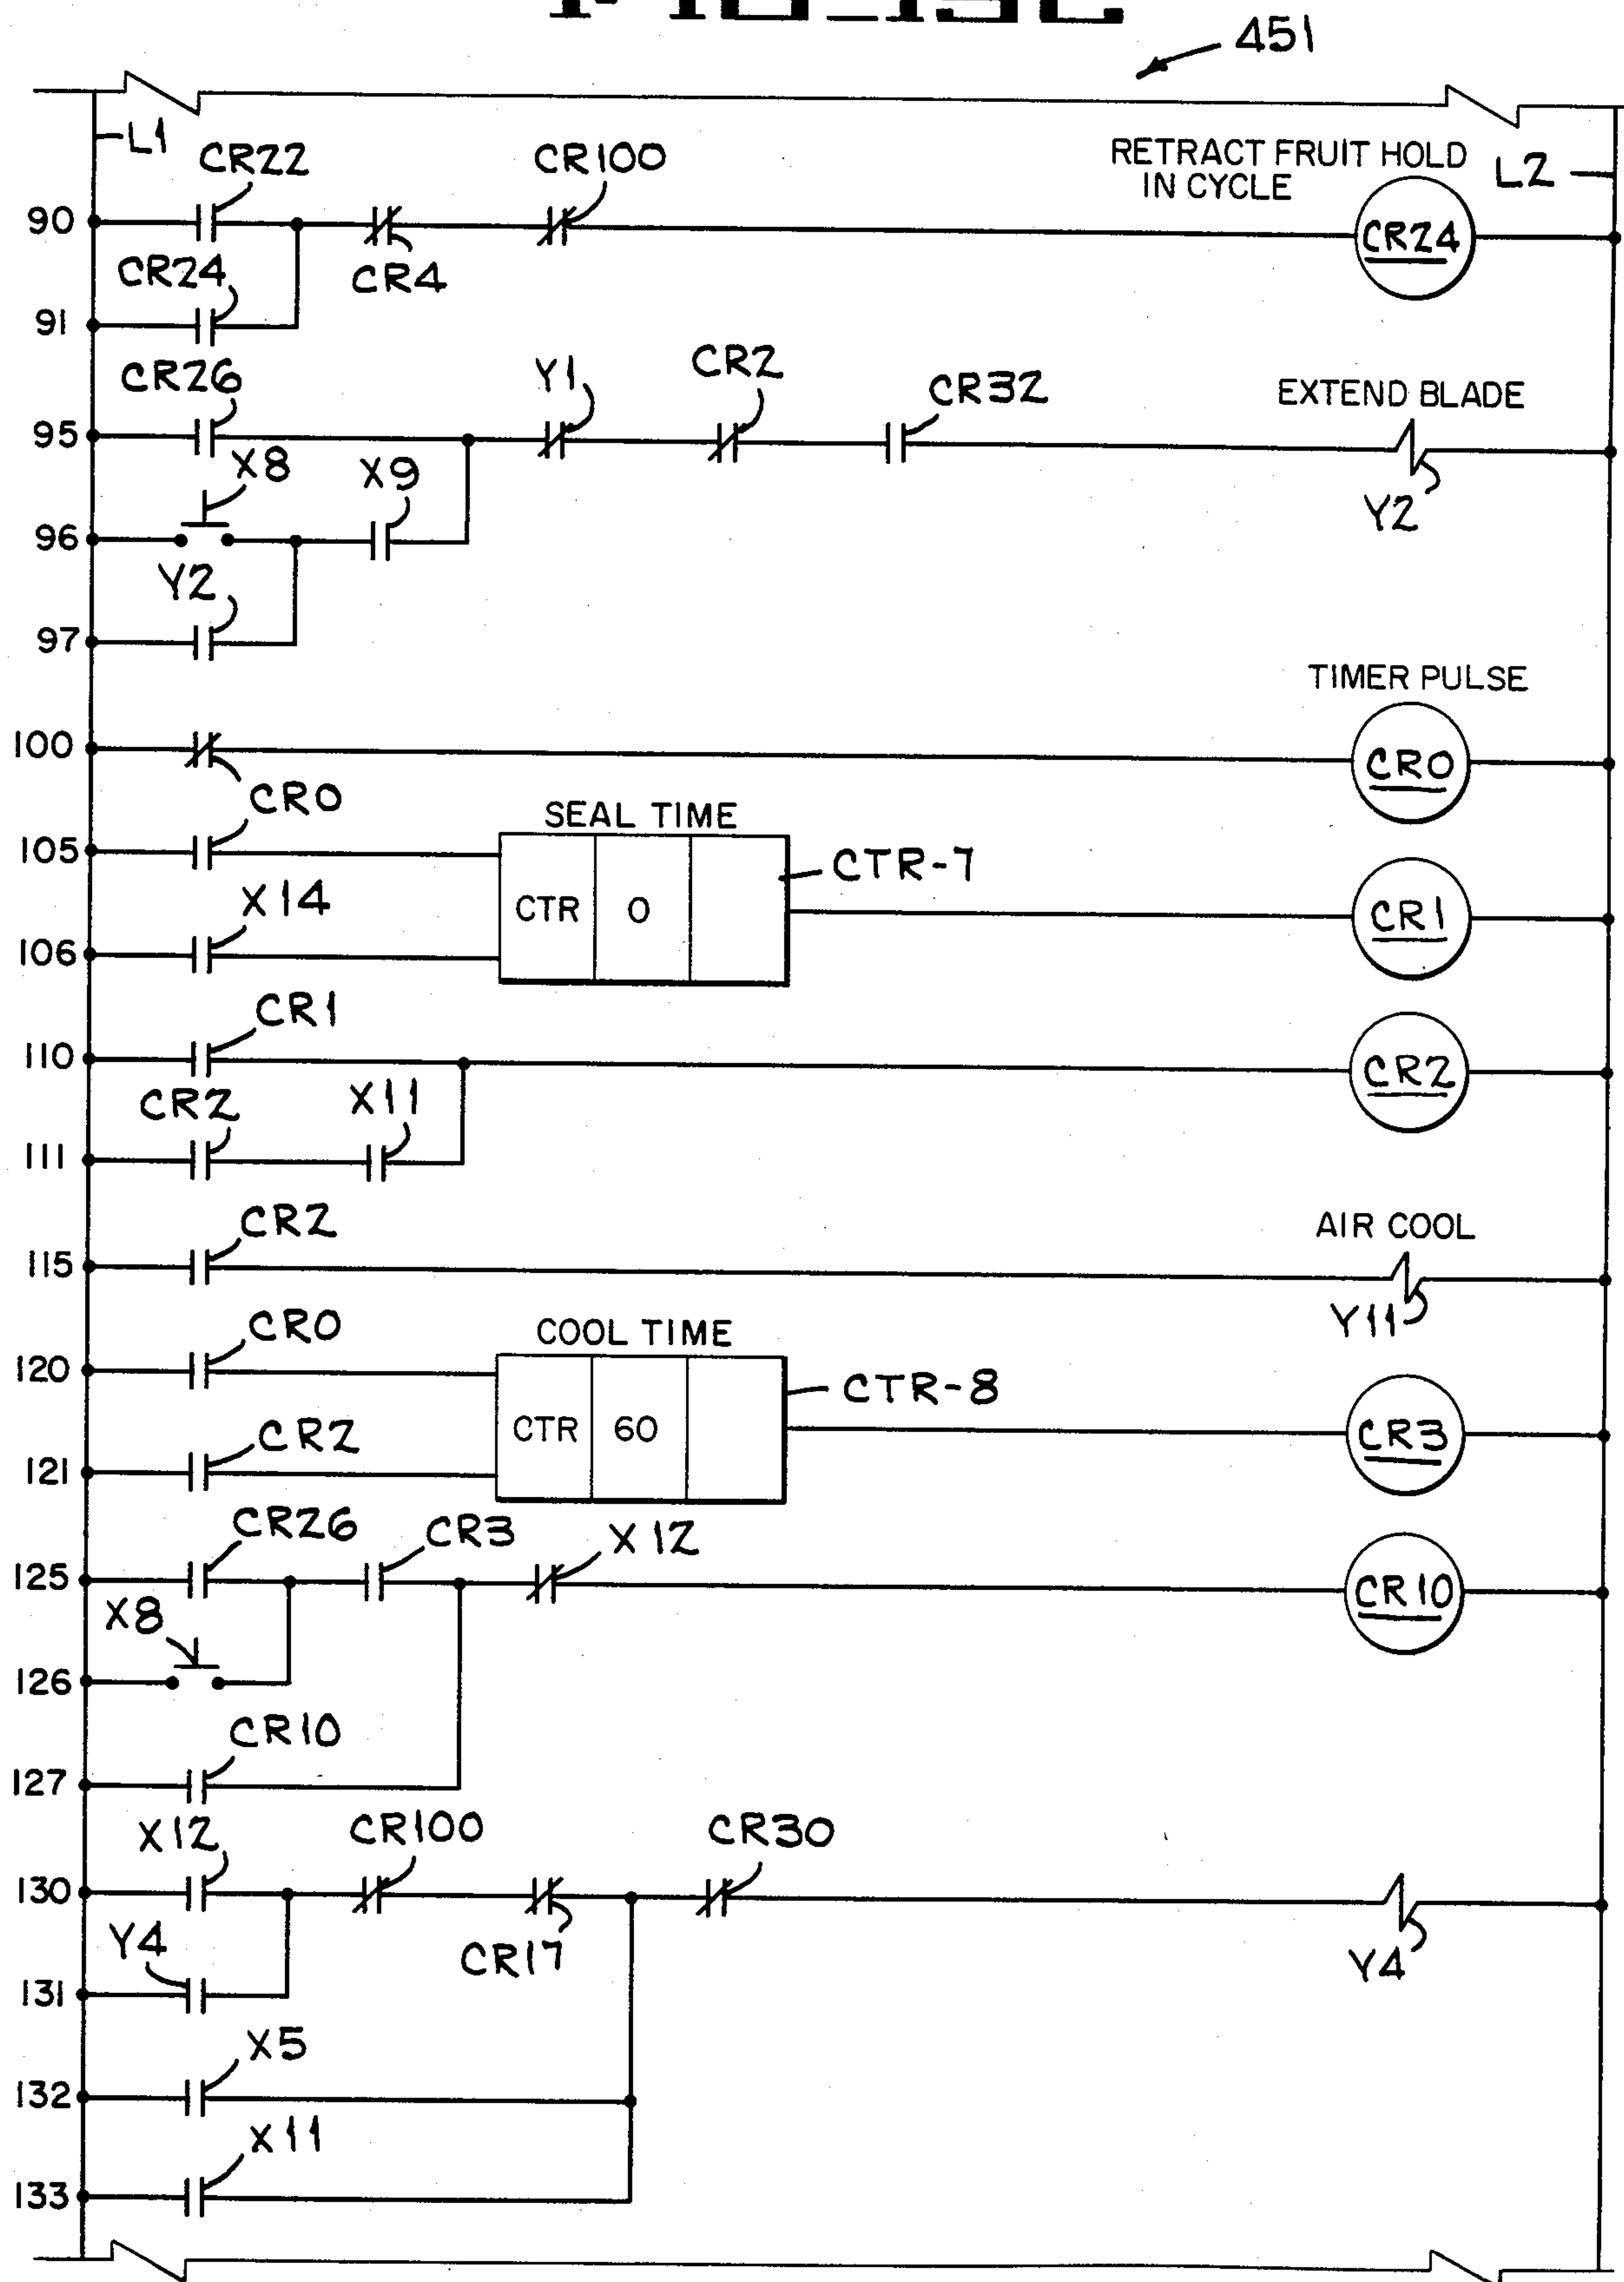 451
L1
CR22
CR100
RETRACT FRUIT HOLD
IN CYCLE
L2
90
CR24
CR4
CR24
91
CR26
Y1
CR2
CR32
EXTEND BLADE
95
X8
X9
Y2
96
Y2
97
TIMER PULSE
100
CR0
CR0
SEAL TIME
105
CTR-7
X14
CTR
0
CR1
106
CR1
110
CR2
CR2
X11
111
CR2
AIR COOL
115
Y11
CR0
COOL TIME
120
CTR-8
CR2
CTR
60
CR3
121
CR26
CR3
X12
125
CR10
X8
126
CR10
127
X12
CR100
CR30
130
Y4
CR17
Y4
131
X5
132
X11
133